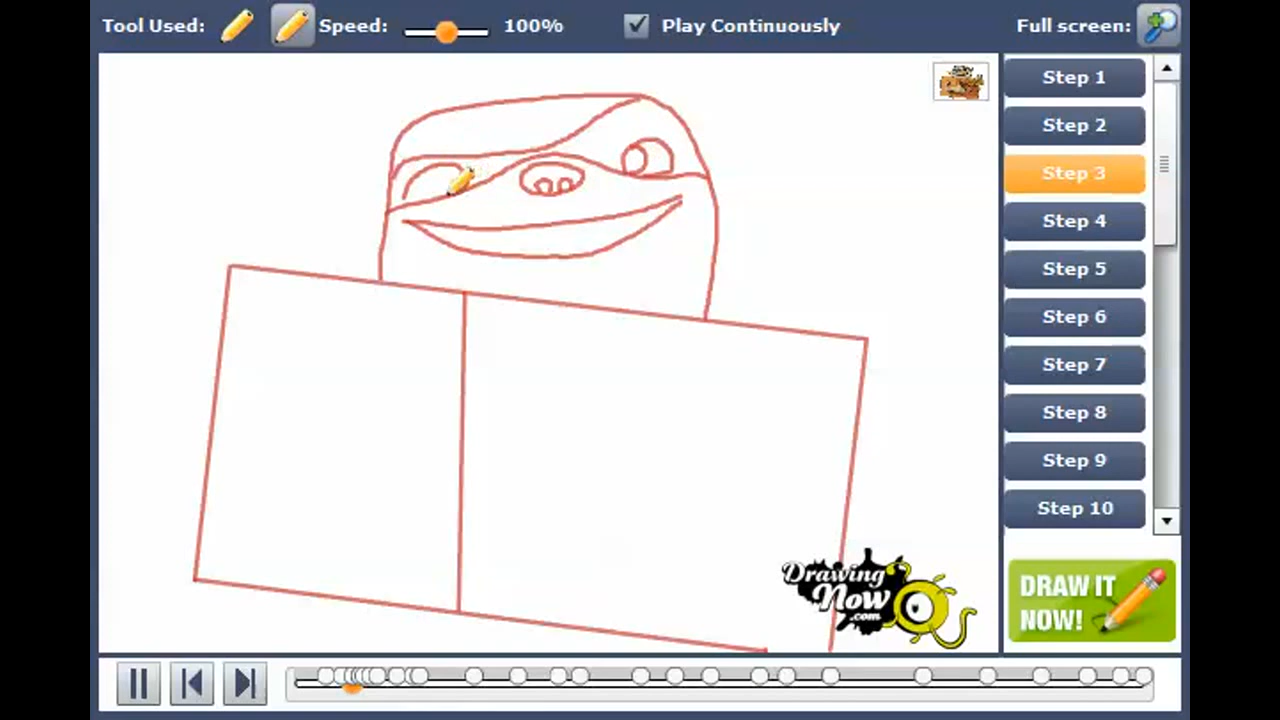 Tool Used:
Speed:
100%
Play Continuously
Full screen:
Step 1
Step 2
Step 3
Step 4
Step 5
Step 6
Step 7
Step 8
Step 9
Step 10
Drawing
Now
.com
DRAW IT
NOW!